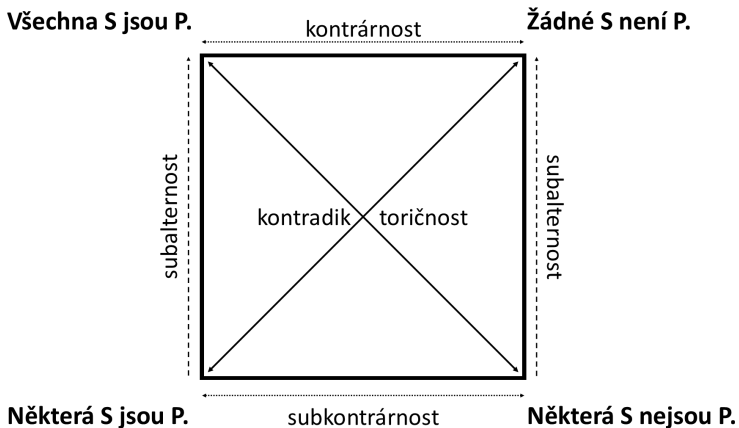 Všechna S jsou P.
kontrárnost
Žádné S není P.
subalternost
kontradik
toričnost
subalternost
Některá S jsou P.
subkontrárnost
Některá S nejsou P.